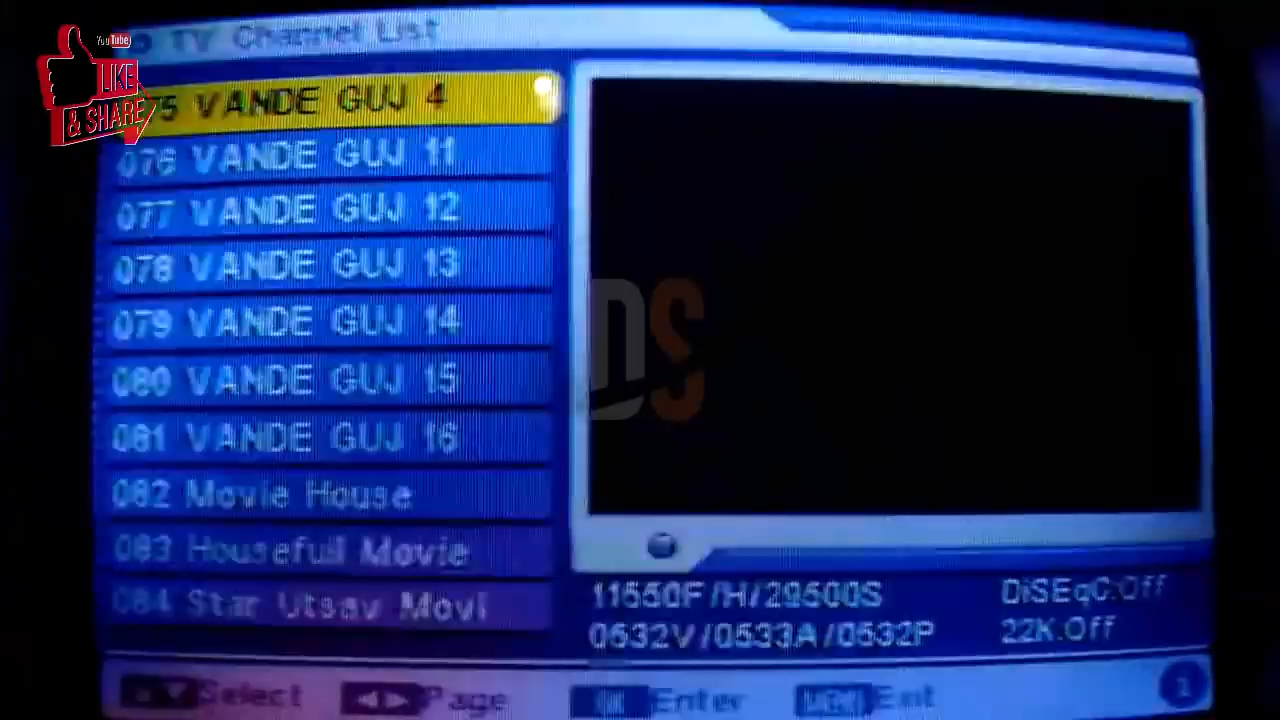 YouTube
LIKE
& SHARE
TV Channel List
75 VANDE GUJ 4
076 VANDE GUJ 11
077 VANDE GUJ 12
078 VANDE GUJ 13
079 VANDE GUJ 14
080 VANDE GUJ 15
081 VANDE GUJ 16
082 Movie House
083 Housefull Movie
084 Star Utsav Movi
DS
11550F/H/29500S
DiSEqC:Off
0532V/0533A/0532P
22K:Off
Select
Page
OK Enter
Exit
1